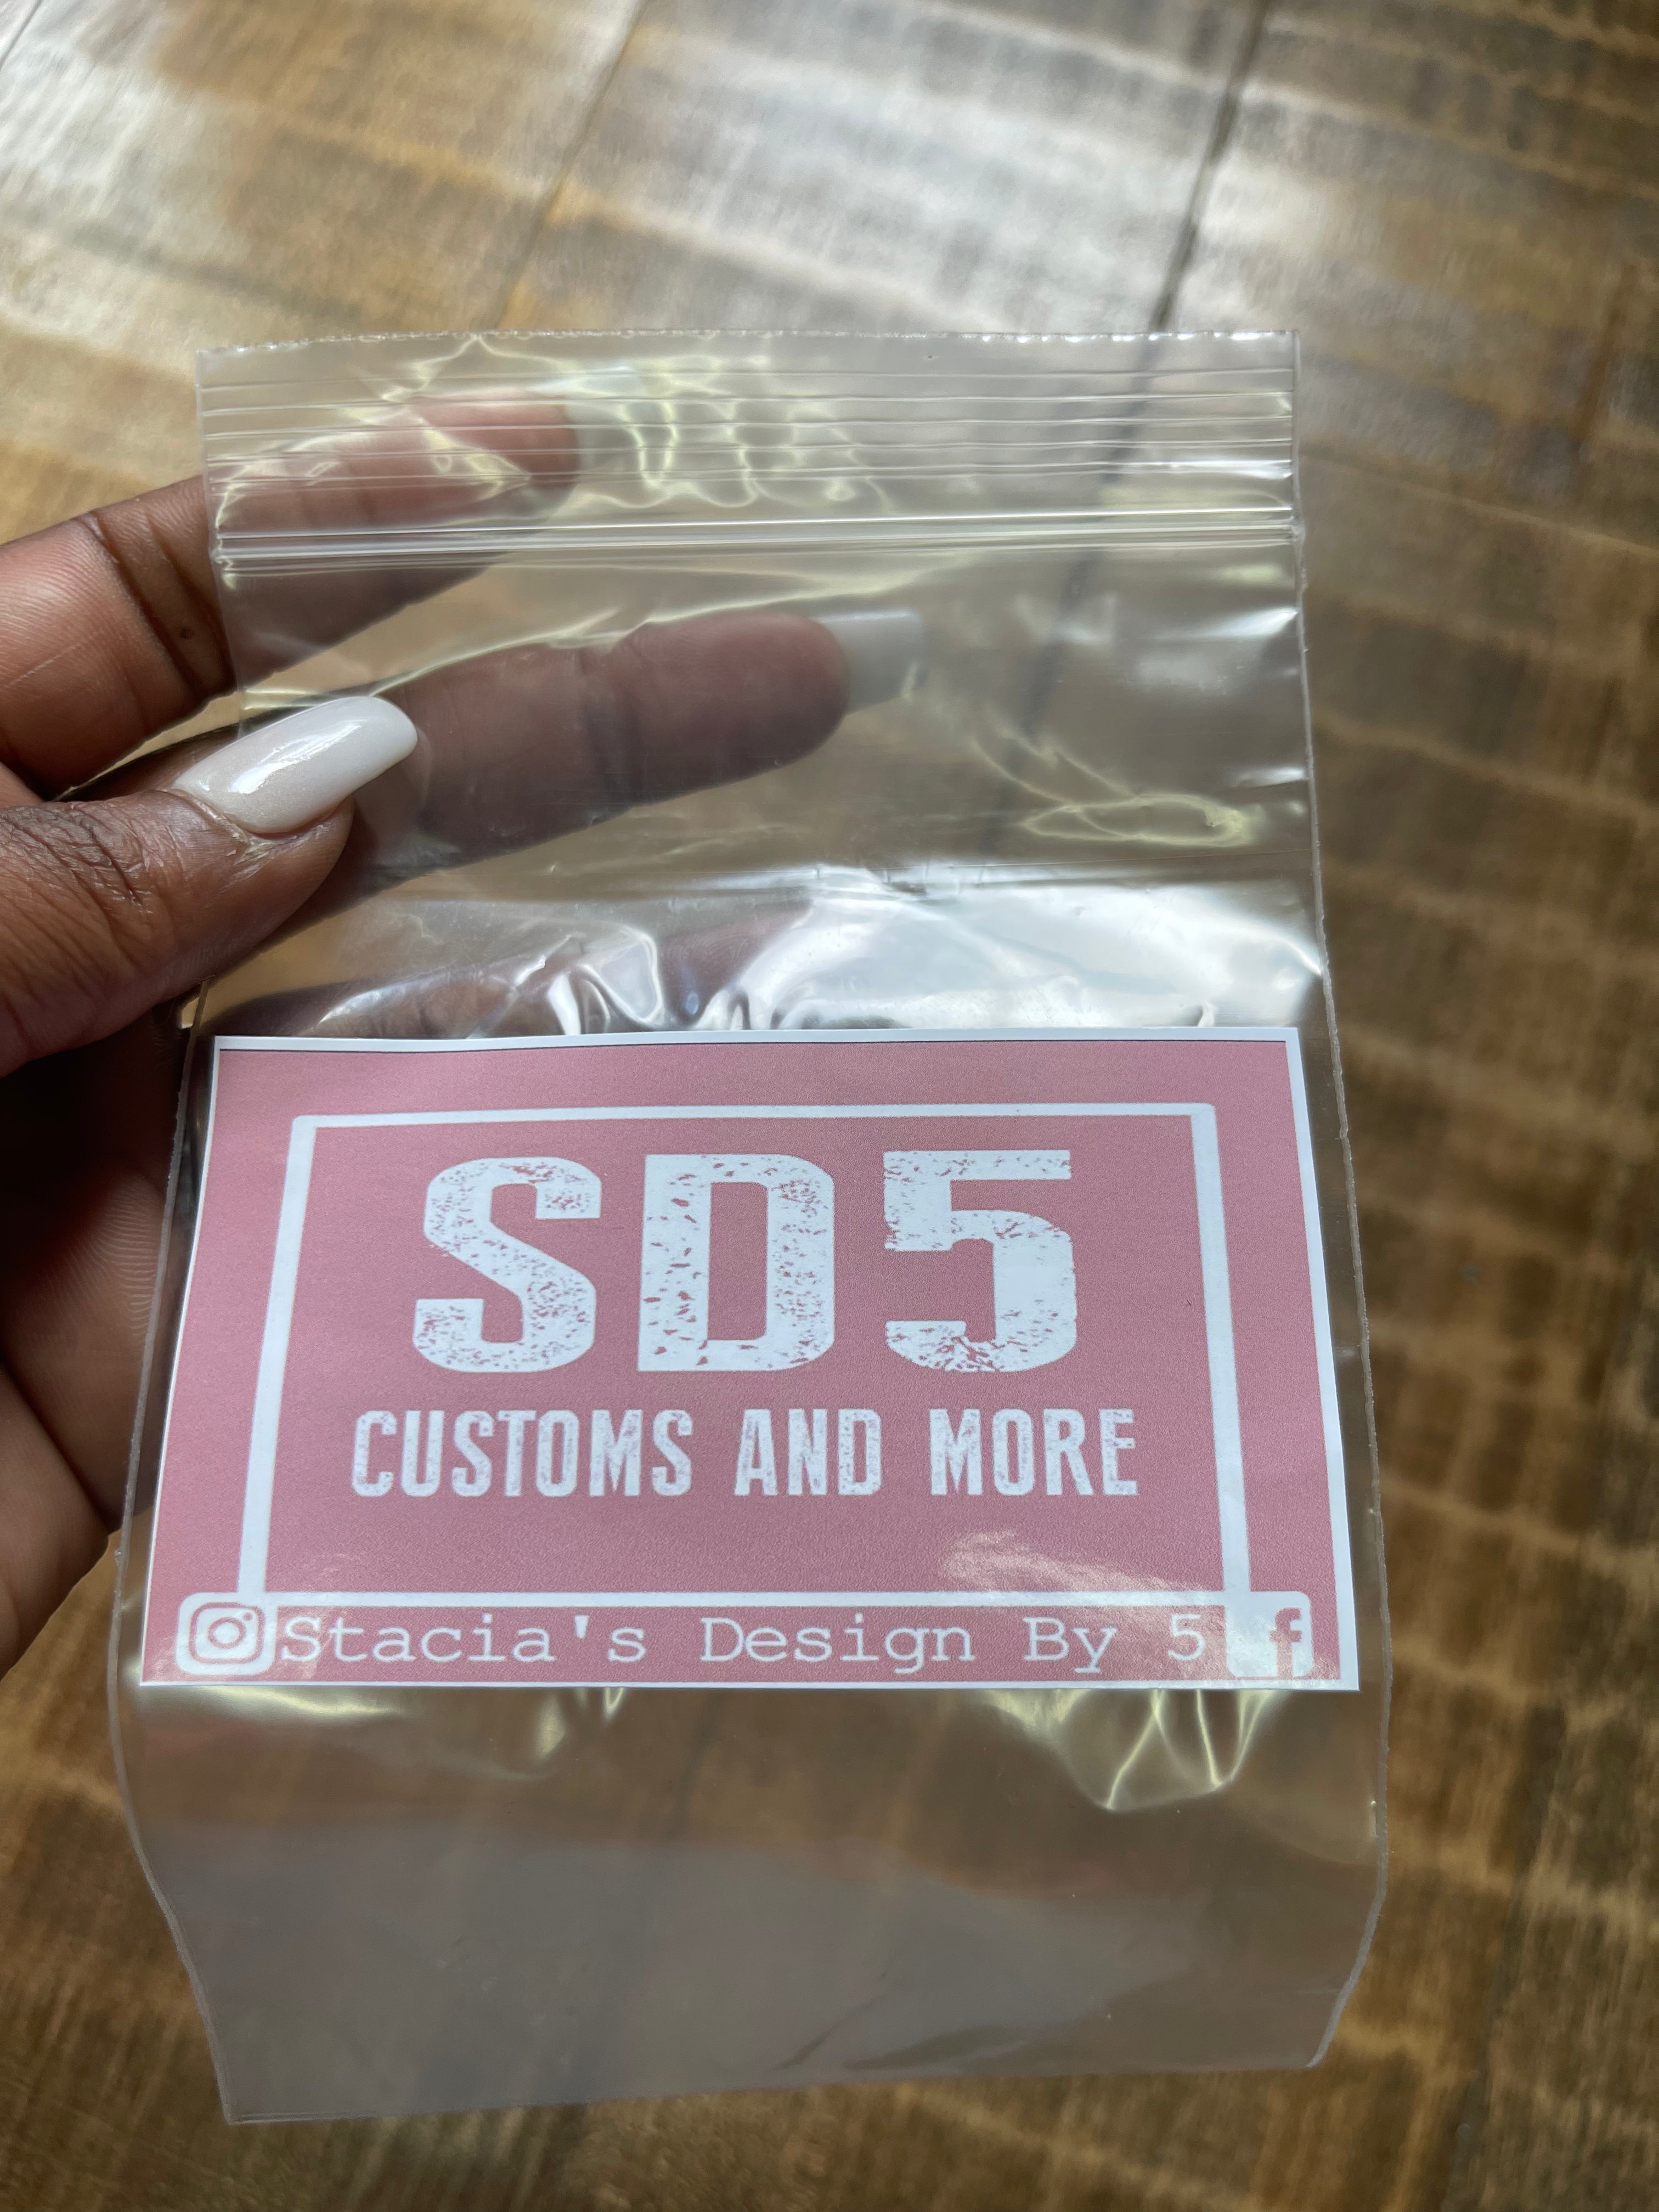 SD5
CUSTOMS AND MORE
Stacia's Design By 5